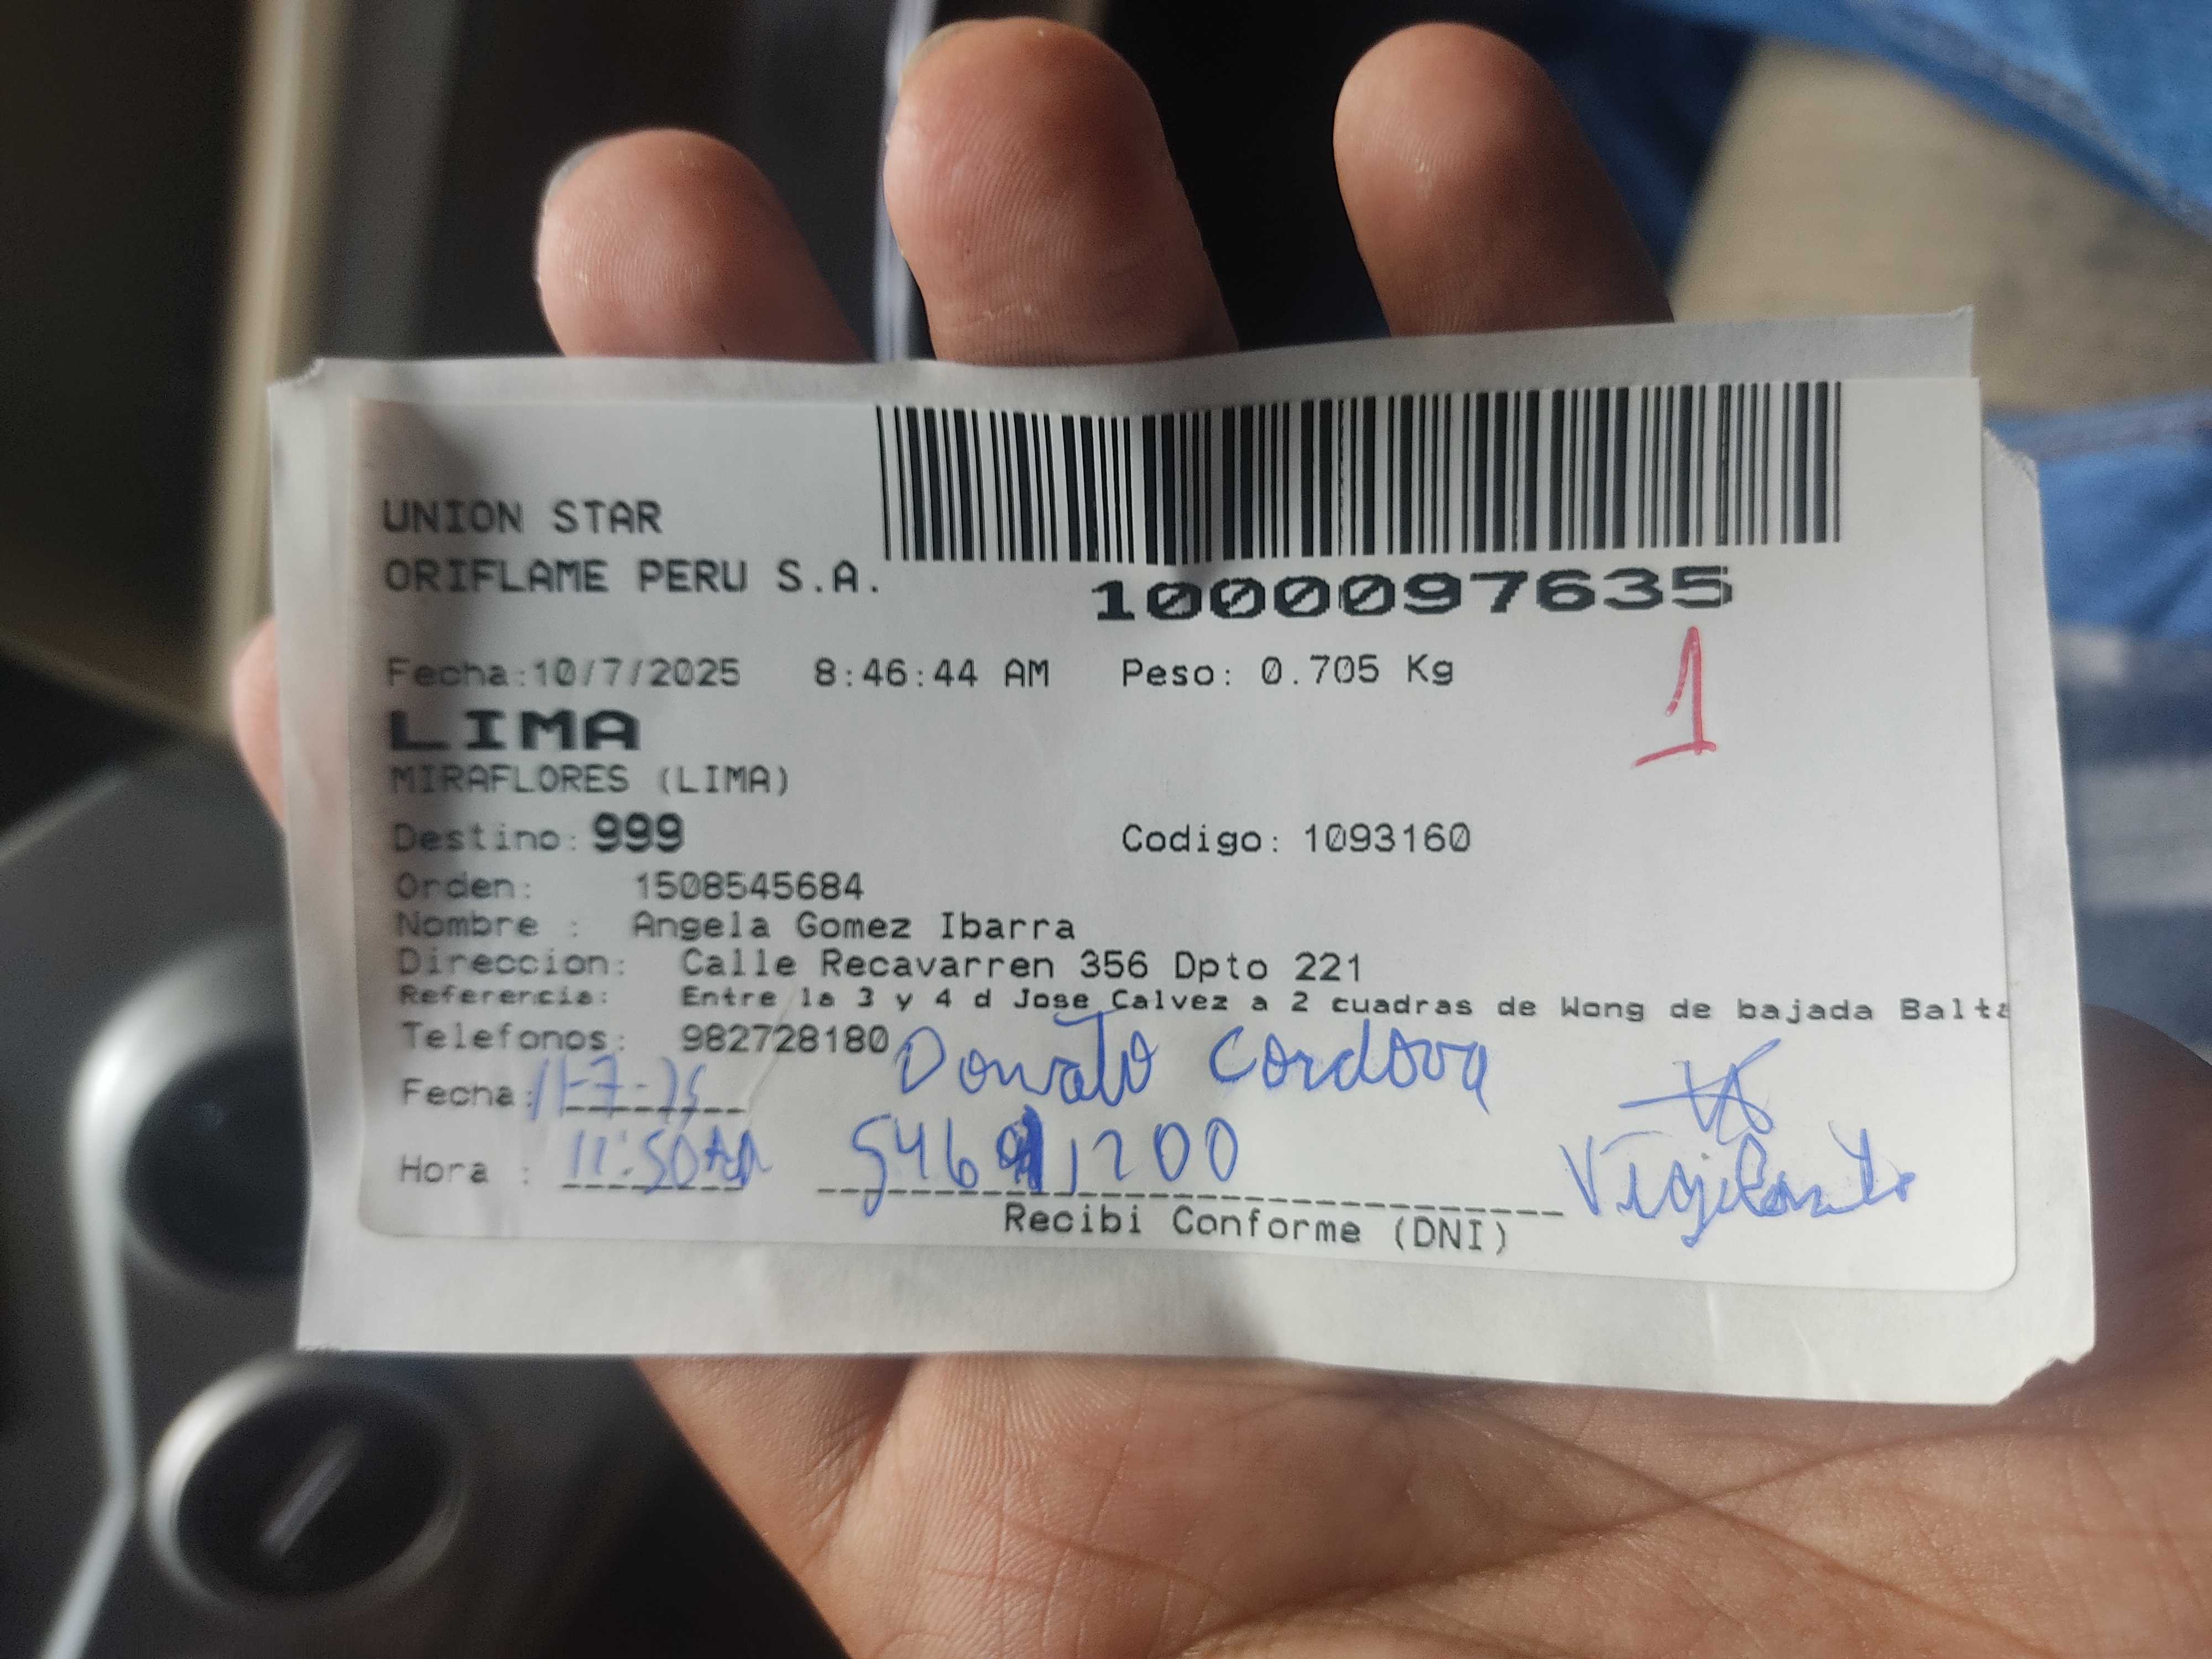 UNION STAR
ORIFLAME PERU S.A.
1000097635
Fecha:10/7/2025 8:46:44 AM Peso: 0.705 Kg
1
LIMA
MIRAFLORES (LIMA)
Destino: 999 Codigo: 1093160
Orden: 1508545684
Nombre : Angela Gomez Ibarra
Direccion: Calle Recavarren 356 Dpto 221
Referencia: Entre la 3 y 4 d Jose Calvez a 2 cuadras de Wong de bajada Balta
Telefonos: 982728180
Donato Cordova
Fecha: 11-7-25
Hora : 11:50 AM
Vigilante
Recibi Conforme (DNI)